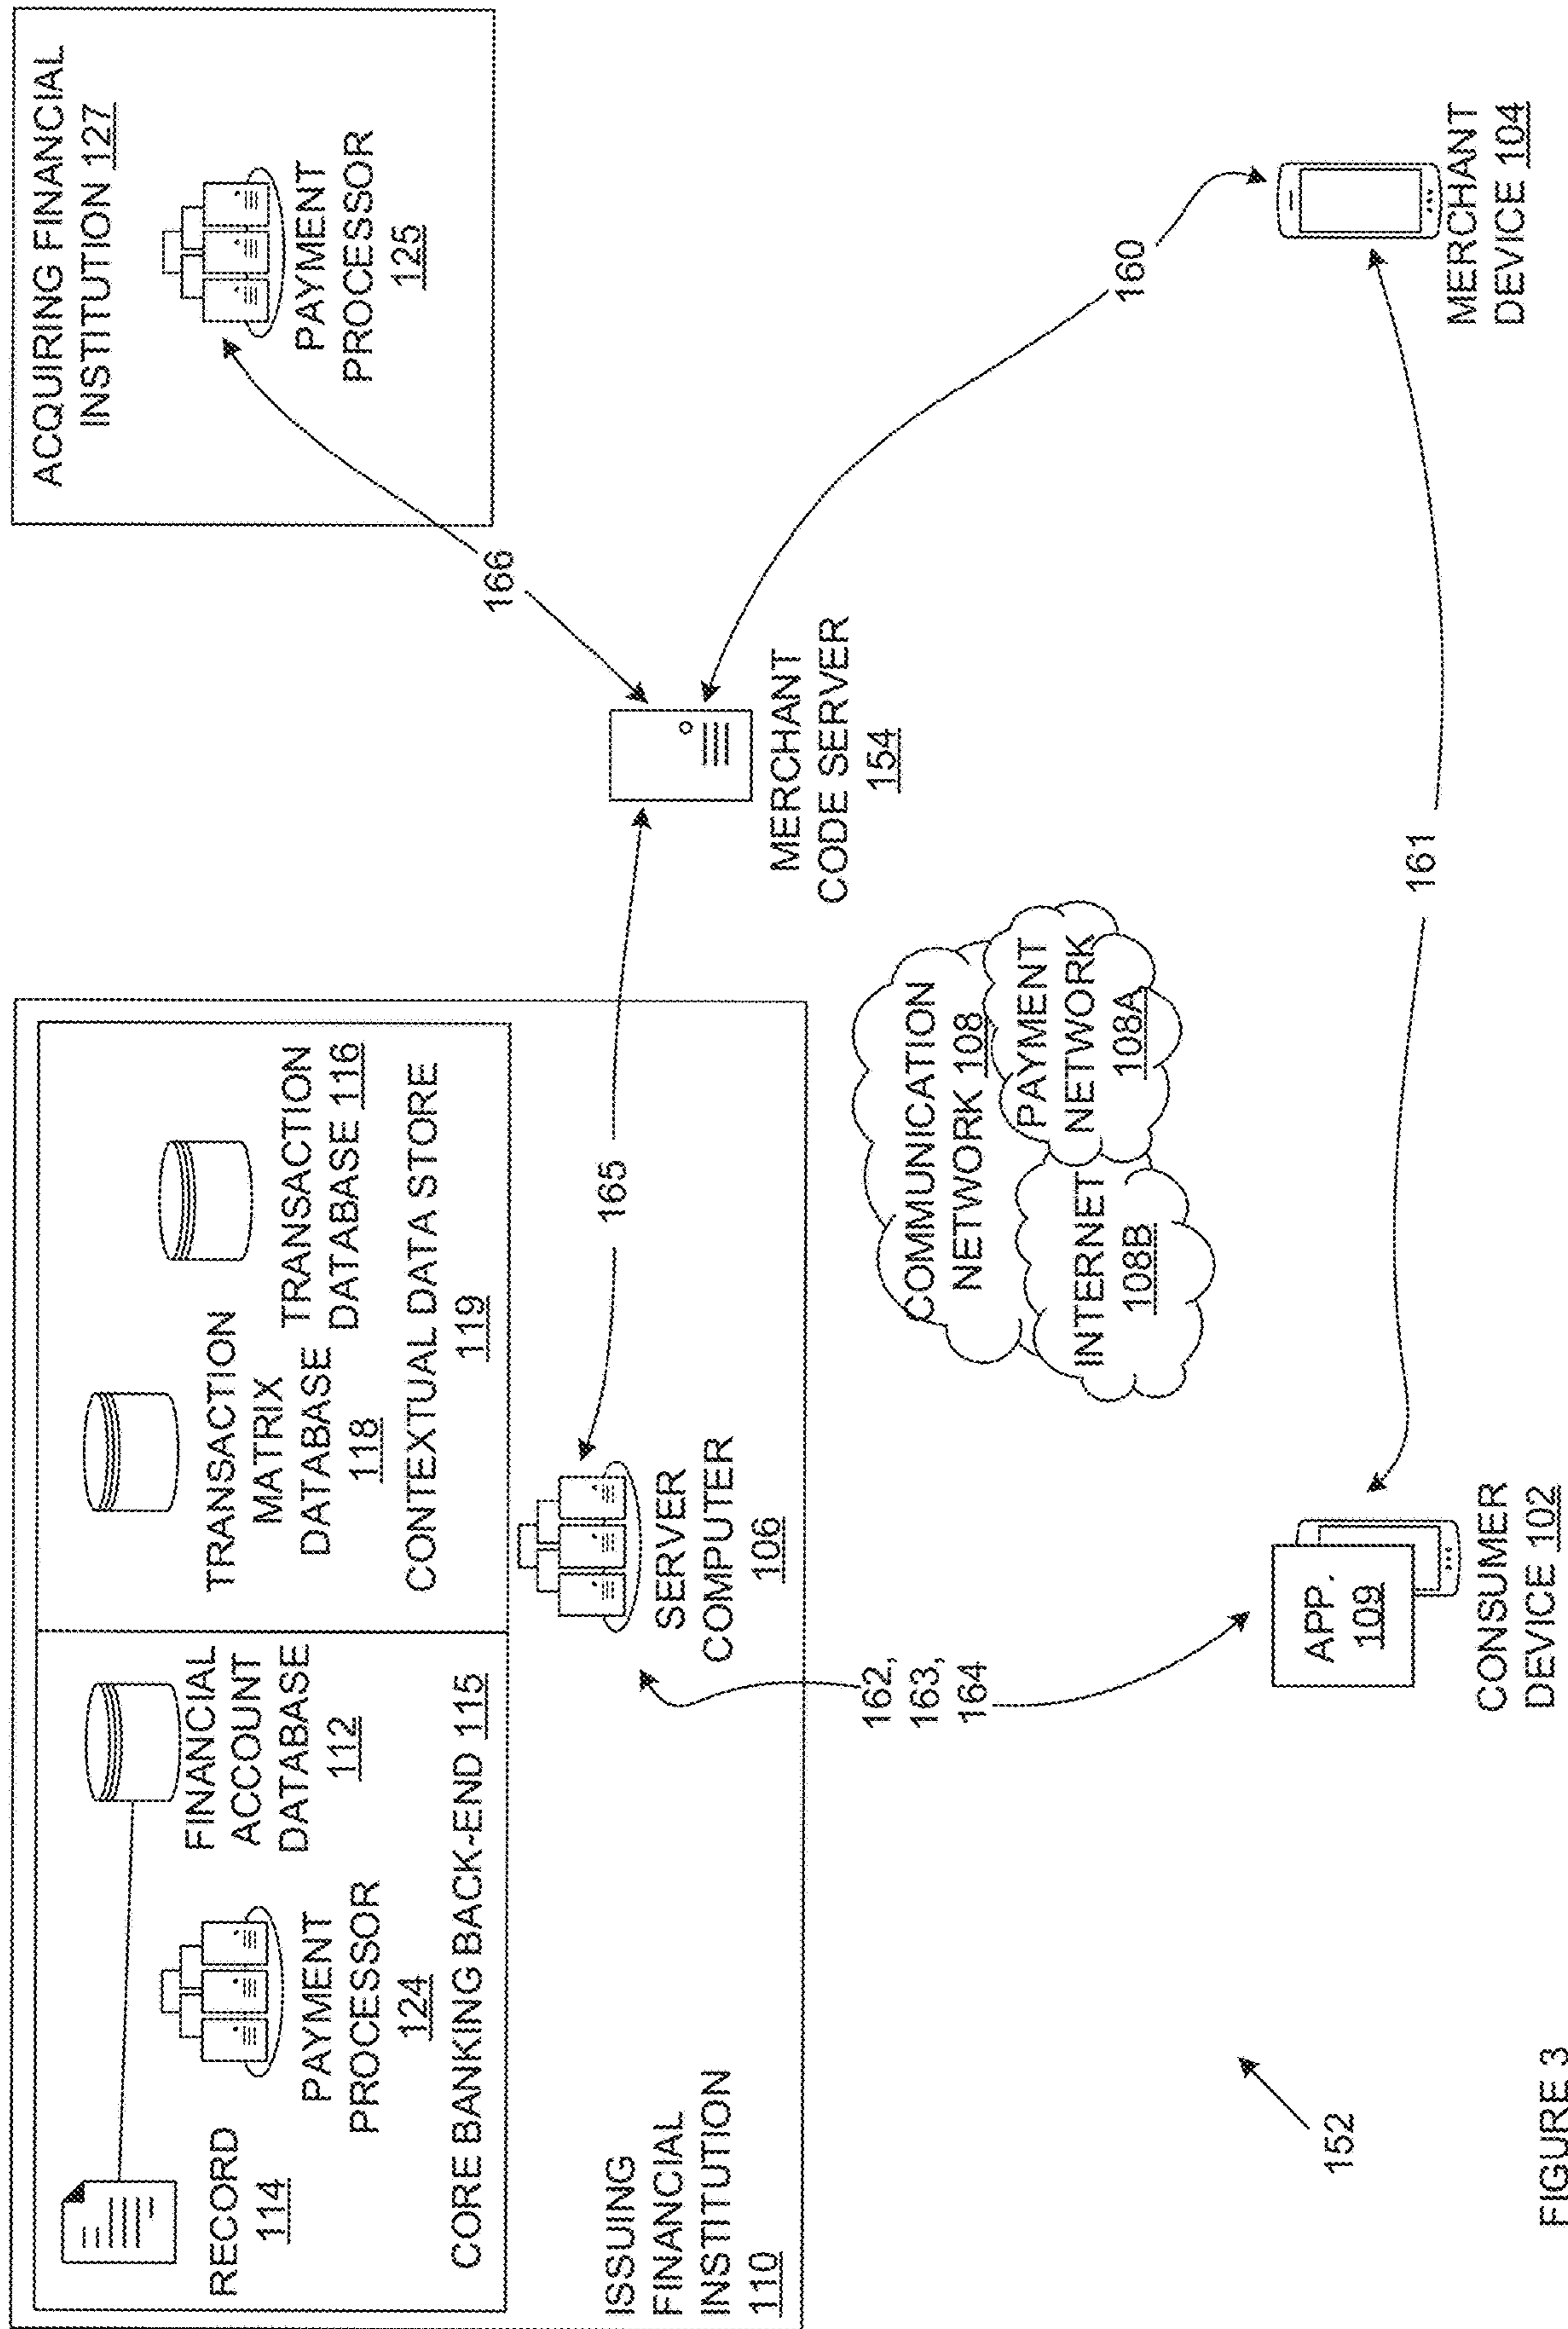 RECORD
114
PAYMENT
PROCESSOR
124
FINANCIAL
ACCOUNT
DATABASE
112
CORE BANKING BACK-END 115
TRANSACTION
MATRIX
DATABASE
118
TRANSACTION
DATABASE 116
CONTEXTUAL DATA STORE
119
ISSUING
FINANCIAL
INSTITUTION
110
SERVER
COMPUTER
106
165
ACQUIRING FINANCIAL
INSTITUTION 127
PAYMENT
PROCESSOR
125
166
MERCHANT
CODE SERVER
154
160
162,
163,
164
COMMUNICATION
NETWORK 108
PAYMENT
NETWORK
108A
INTERNET
108B
APP.
109
CONSUMER
DEVICE 102
161
MERCHANT
DEVICE 104
152
FIGURE 3